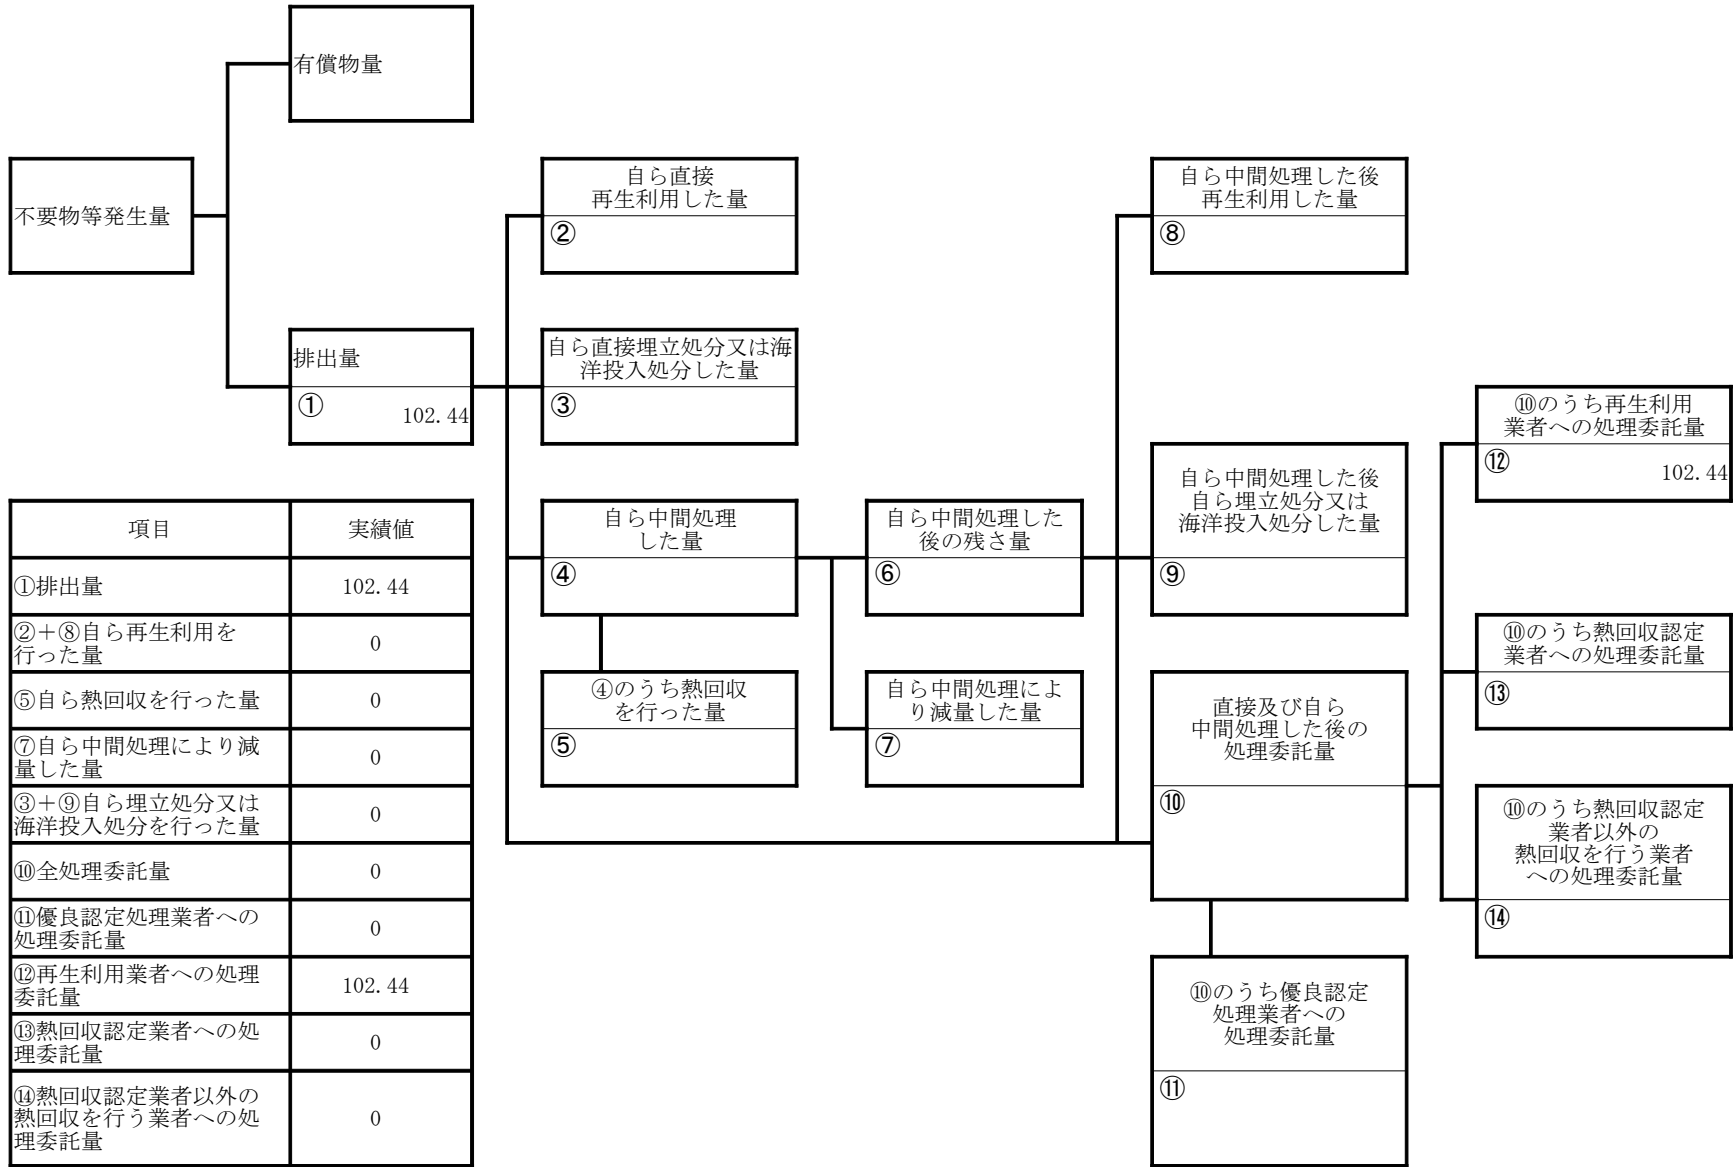 有償物量
不要物等発生量
排出量
①
102.44
自ら直接
再生利用した量
②
自ら直接埋立処分又は海
洋投入処分した量
③
自ら中間処理
した量
④
④のうち熱回収
を行った量
⑤
自ら中間処理した
後の残さ量
⑥
自ら中間処理によ
り減量した量
⑦
自ら中間処理した後
再生利用した量
⑧
自ら中間処理した後
自ら埋立処分又は
海洋投入処分した量
⑨
直接及び自ら
中間処理した後の
処理委託量
⑩
⑩のうち優良認定
処理業者への
処理委託量
⑪
⑩のうち再生利用
業者への処理委託量
⑫
102.44
⑩のうち熱回収認定
業者への処理委託量
⑬
⑩のうち熱回収認定
業者以外の
熱回収を行う業者
への処理委託量
⑭
項目 実績値
①排出量 102.44
②+⑧自ら再生利用を
行った量 0
⑤自ら熱回収を行った量 0
⑦自ら中間処理により減
量した量 0
③+⑨自ら埋立処分又は
海洋投入処分を行った量 0
⑩全処理委託量 0
⑪優良認定処理業者への
処理委託量 0
⑫再生利用業者への処理
委託量 102.44
⑬熱回収認定業者への処
理委託量 0
⑭熱回収認定業者以外の
熱回収を行う業者への処
理委託量 0